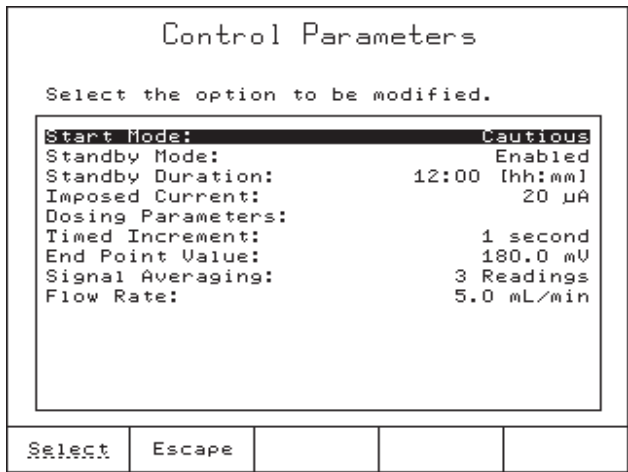 Control Parameters
Select the option to be modified.
Start Mode: Cautious
Standby Mode: Enabled
Standby Duration: 12:00 [hh:mm]
Imposed Current: 20 µA
Dosing Parameters:
Timed Increment: 1 second
End Point Value: 180.0 mV
Signal Averaging: 3 Readings
Flow Rate: 5.0 mL/min
Select Escape